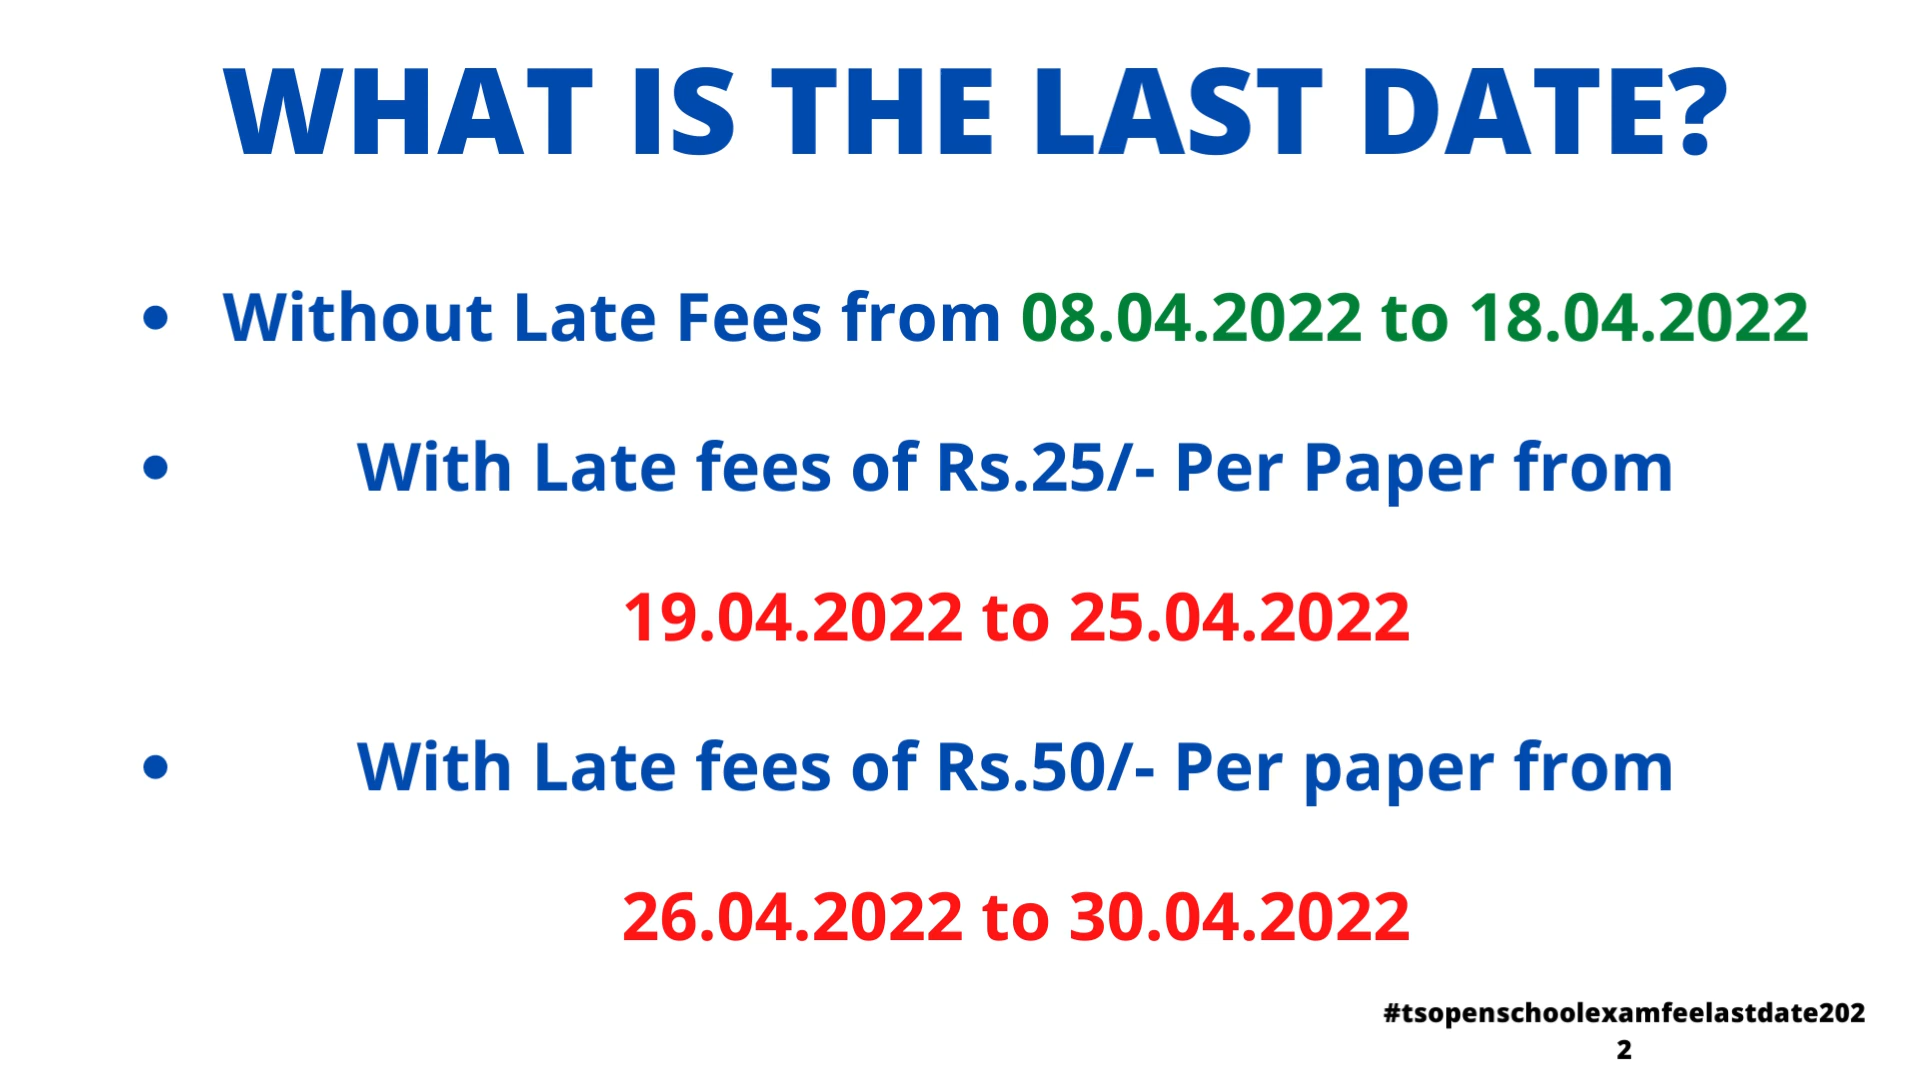 WHAT IS THE LAST DATE?
• Without Late Fees from 08.04.2022 to 18.04.2022
• With Late fees of Rs.25/- Per Paper from
19.04.2022 to 25.04.2022
• With Late fees of Rs.50/- Per paper from
26.04.2022 to 30.04.2022
#tsopenschoolexamfeelastdate202
2